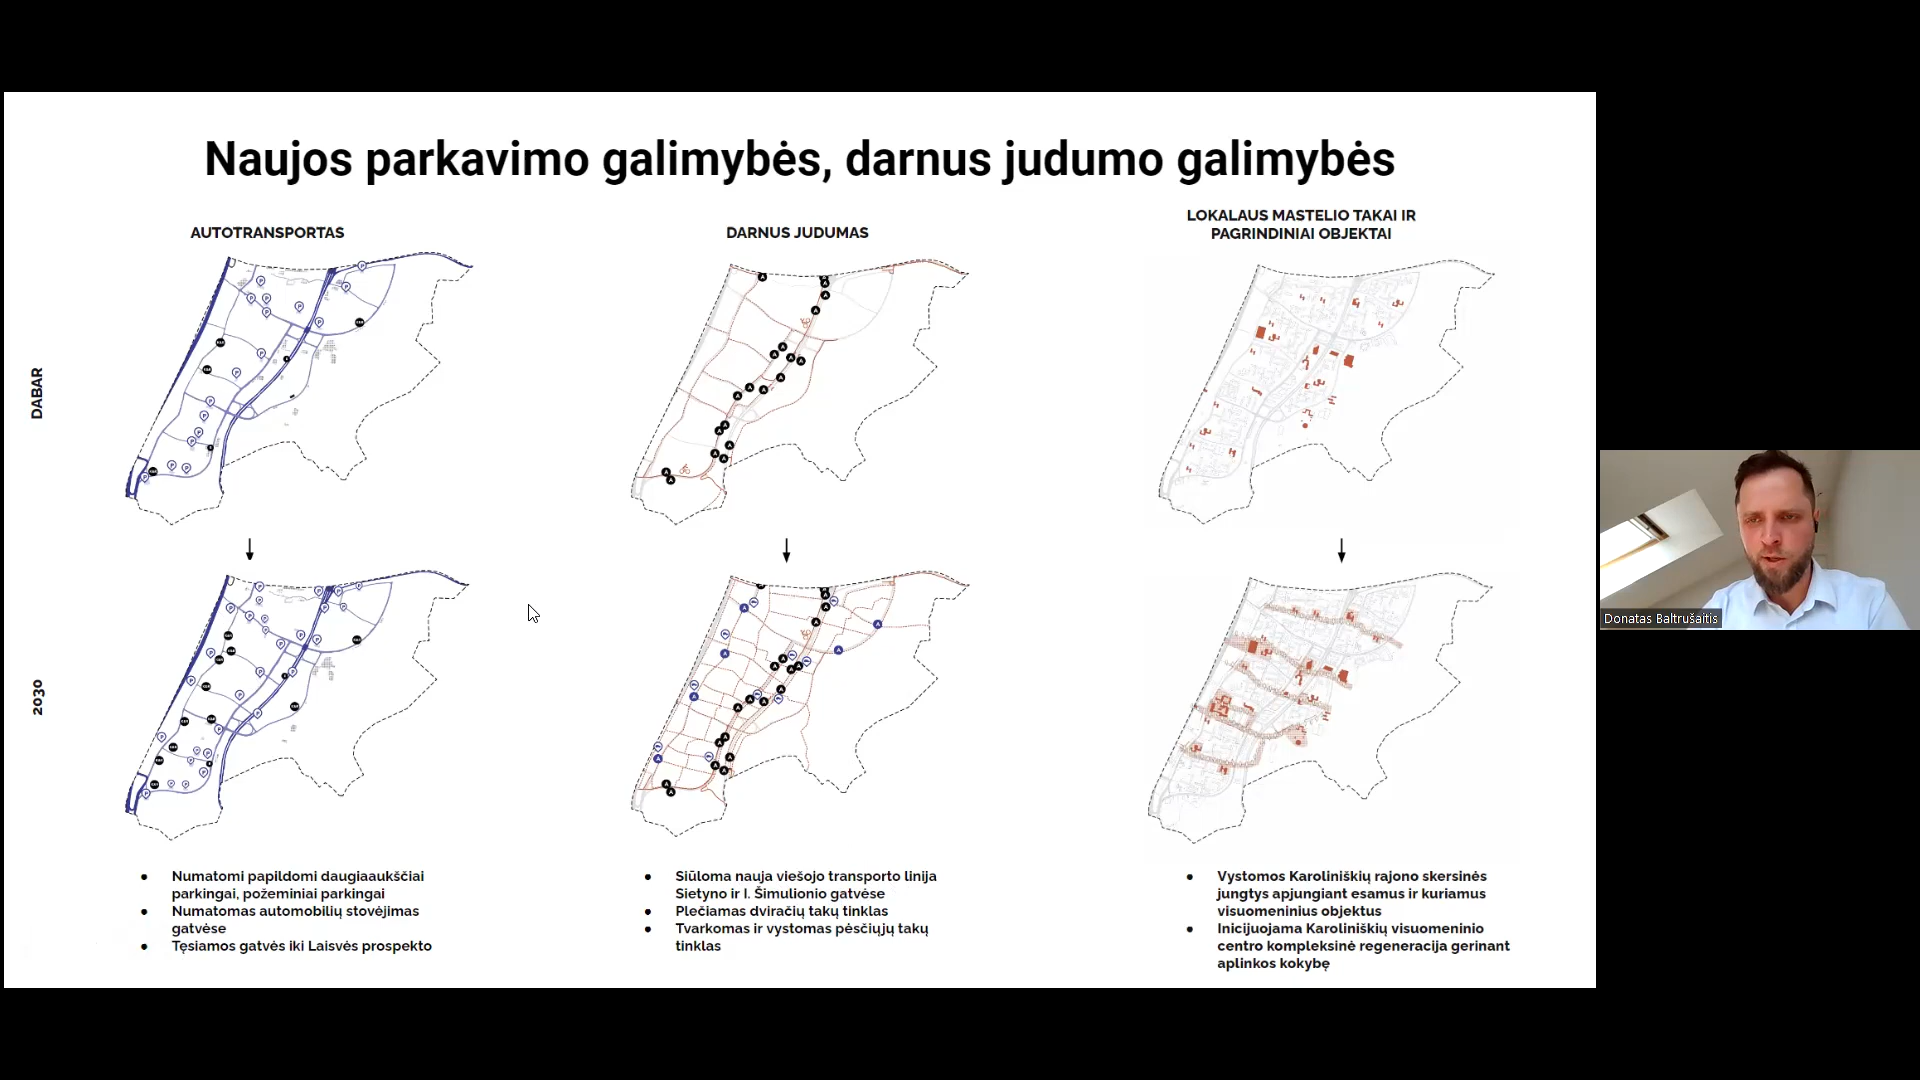 Naujos parkavimo galimybės, darnus judumo galimybės
AUTOTRANSPORTAS
DARNUS JUDUMAS
LOKALAUS MASTELIO TAKAI IR
PAGRINDINIAI OBJEKTAI
DABAR
2030
● Numatomi papildomi daugiaaukščiai
parkingai, požeminiai parkingai
● Numatomas automobilių stovėjimas
gatvėse
● Tęsiamos gatvės iki Laisvės prospekto
● Siūloma nauja viešojo transporto linija
Sietyno ir I. Šimulionio gatvėse
● Plečiamas dviračių takų tinklas
● Tvarkomas ir vystomas pėsčiųjų takų
tinklas
● Vystomos Karoliniškių rajono skersinės
jungtys apjungiant esamus ir kuriamus
visuomeninius objektus
● Inicijuojama Karoliniškių visuomeninio
centro kompleksinė regeneracija gerinant
aplinkos kokybę
Donatas Baltrušaitis